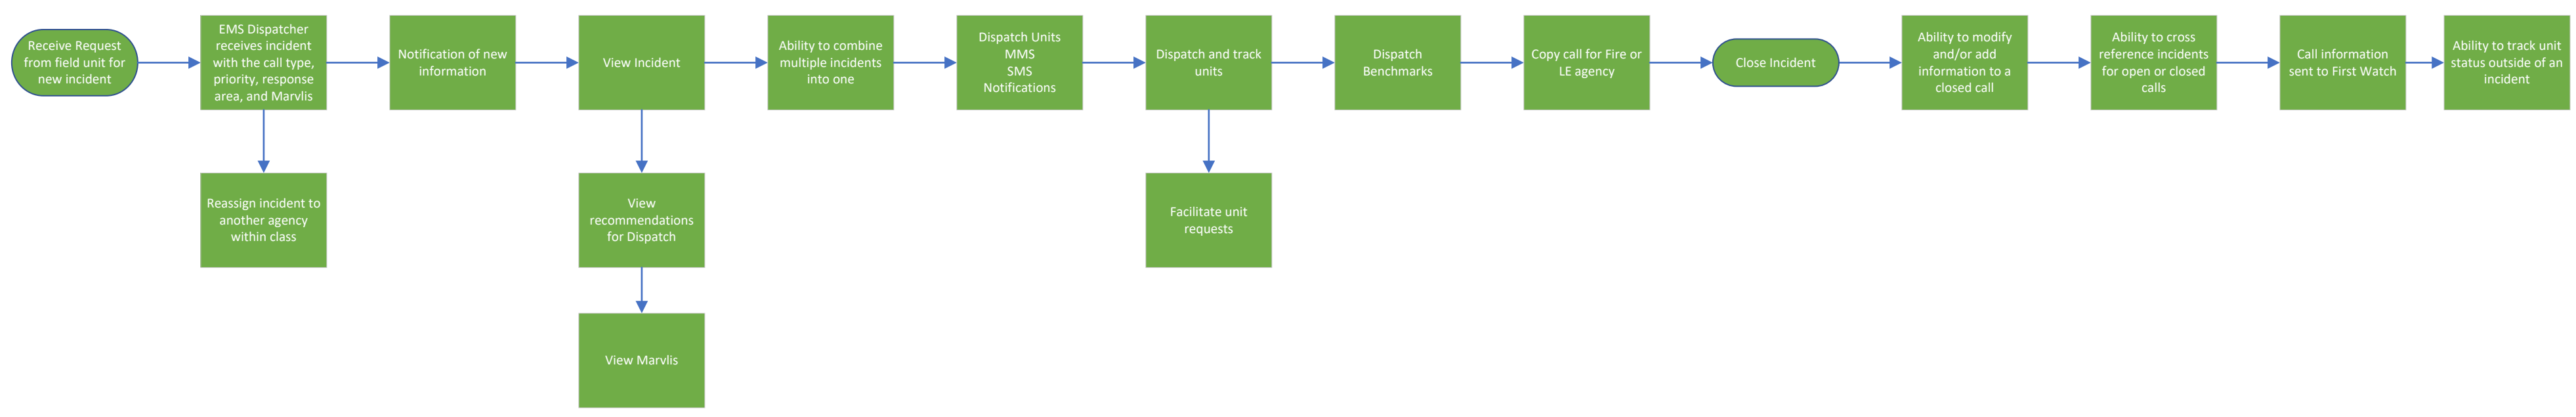 Receive Request
from field unit for
new incident
EMS Dispatcher
receives incident
with the call type,
priority, response
area, and Marvlis
Notification of new
information
View Incident
Ability to combine
multiple incidents
into one
Dispatch Units
MMS
SMS
Notifications
Dispatch and track
units
Dispatch
Benchmarks
Copy call for Fire or
LE agency
Close Incident
Ability to modify
and/or add
information to a
closed call
Ability to cross
reference incidents
for open or closed
calls
Call information
sent to First Watch
Ability to track unit
status outside of an
incident
Reassign incident to
another agency
within class
View
recommendations
for Dispatch
Facilitate unit
requests
View Marvlis